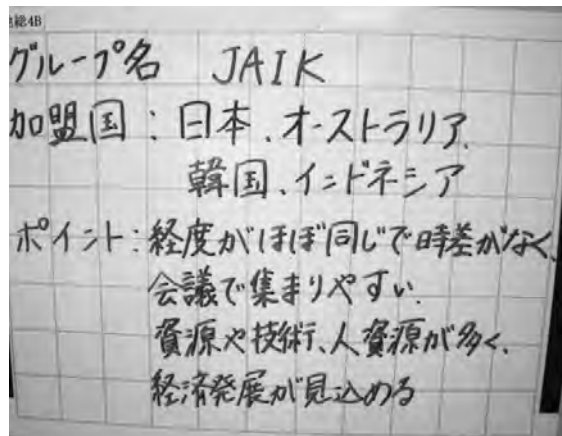 総4B
グループ名 JAIK
加盟国：日本、オーストラリア、
韓国、インドネシア
ポイント：経度がほぼ同じで時差がなく、
会議で集まりやすい.
資源や技術、人資源が多く、
経済発展が見込める